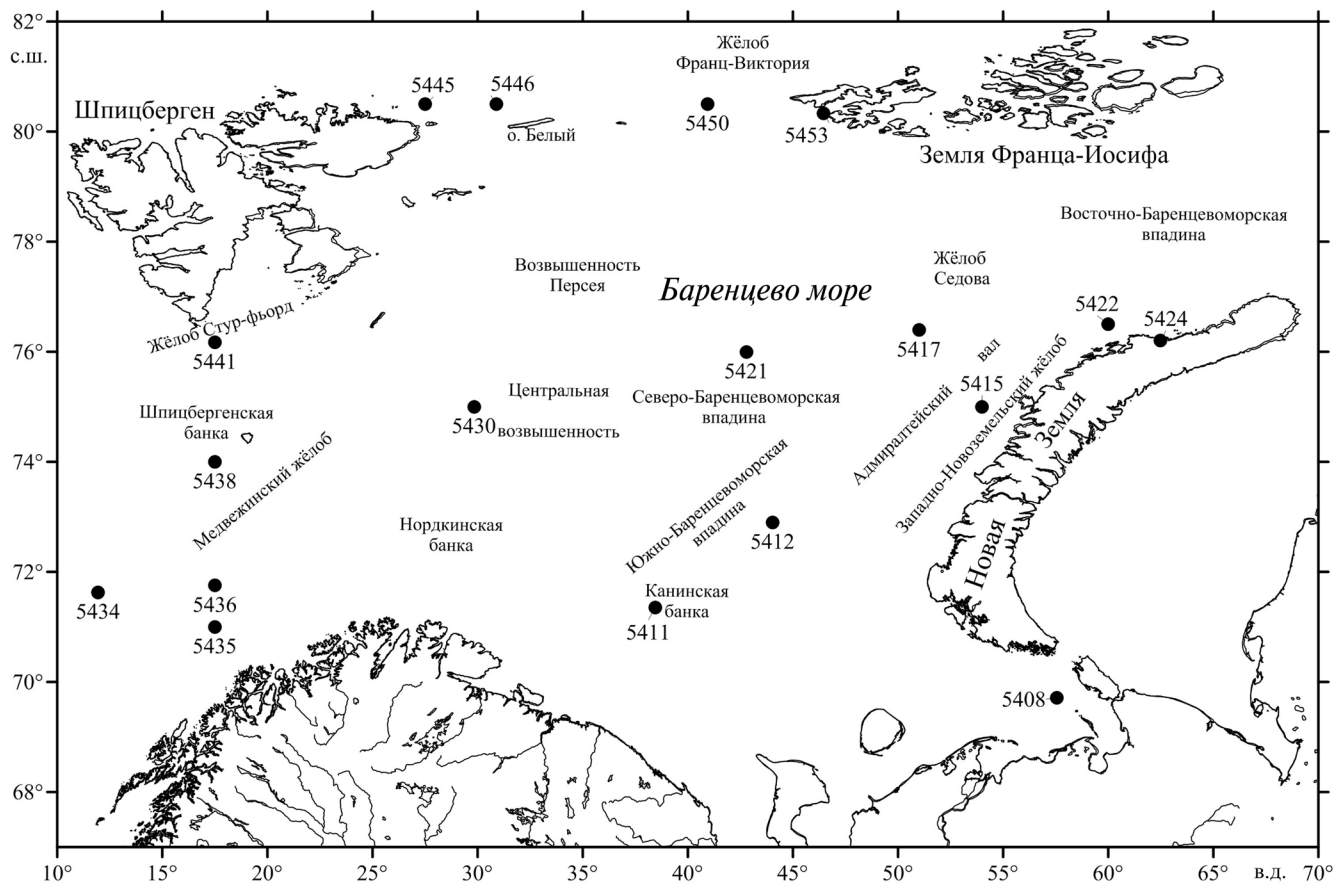 82°
с.ш.
80°
78°
76°
74°
72°
70°
68°
Шпицберген
5445
5446
о. Белый
Жёлоб
Франц-Виктория
5450
5453
Земля Франца-Иосифа
Восточно-Баренцевоморская
впадина
Возвышенность
Персея
Баренцево море
Жёлоб
Седова
Жёлоб Стур-фьорд
5441
5417
5422
5424
5421
5415
Адмиралтейский вал
Западно-Новоземельский жёлоб
Новая Земля
Центральная
возвышенность
5430
Северо-Баренцевоморская
впадина
Шпицбергенская
банка
5438
Медвежинский жёлоб
Нордкинская
банка
Южно-Баренцевоморская
впадина
5412
5434
5436
5435
Канинская
банка
5411
5408
10°
15°
20°
25°
30°
35°
40°
45°
50°
55°
60°
65°
в.д.
70°